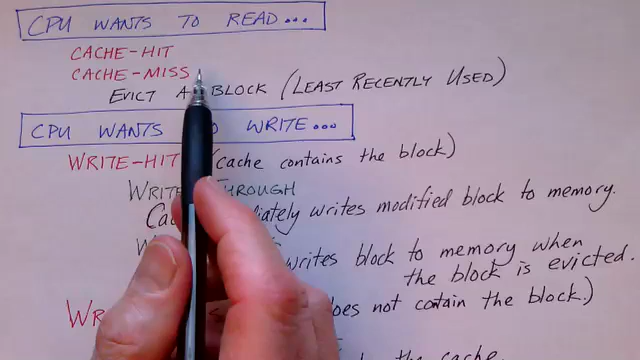 CPU WANTS TO READ...
CACHE-HIT
CACHE-MISS
EVICT A BLOCK (LEAST RECENTLY USED)
CPU WANTS WRITE...
WRITE-HIT (cache contains the block)
WRITE THROUGH
writes modified block to memory.
writes block to memory when
the block is evicted.
does not contain the block.)
the cache.